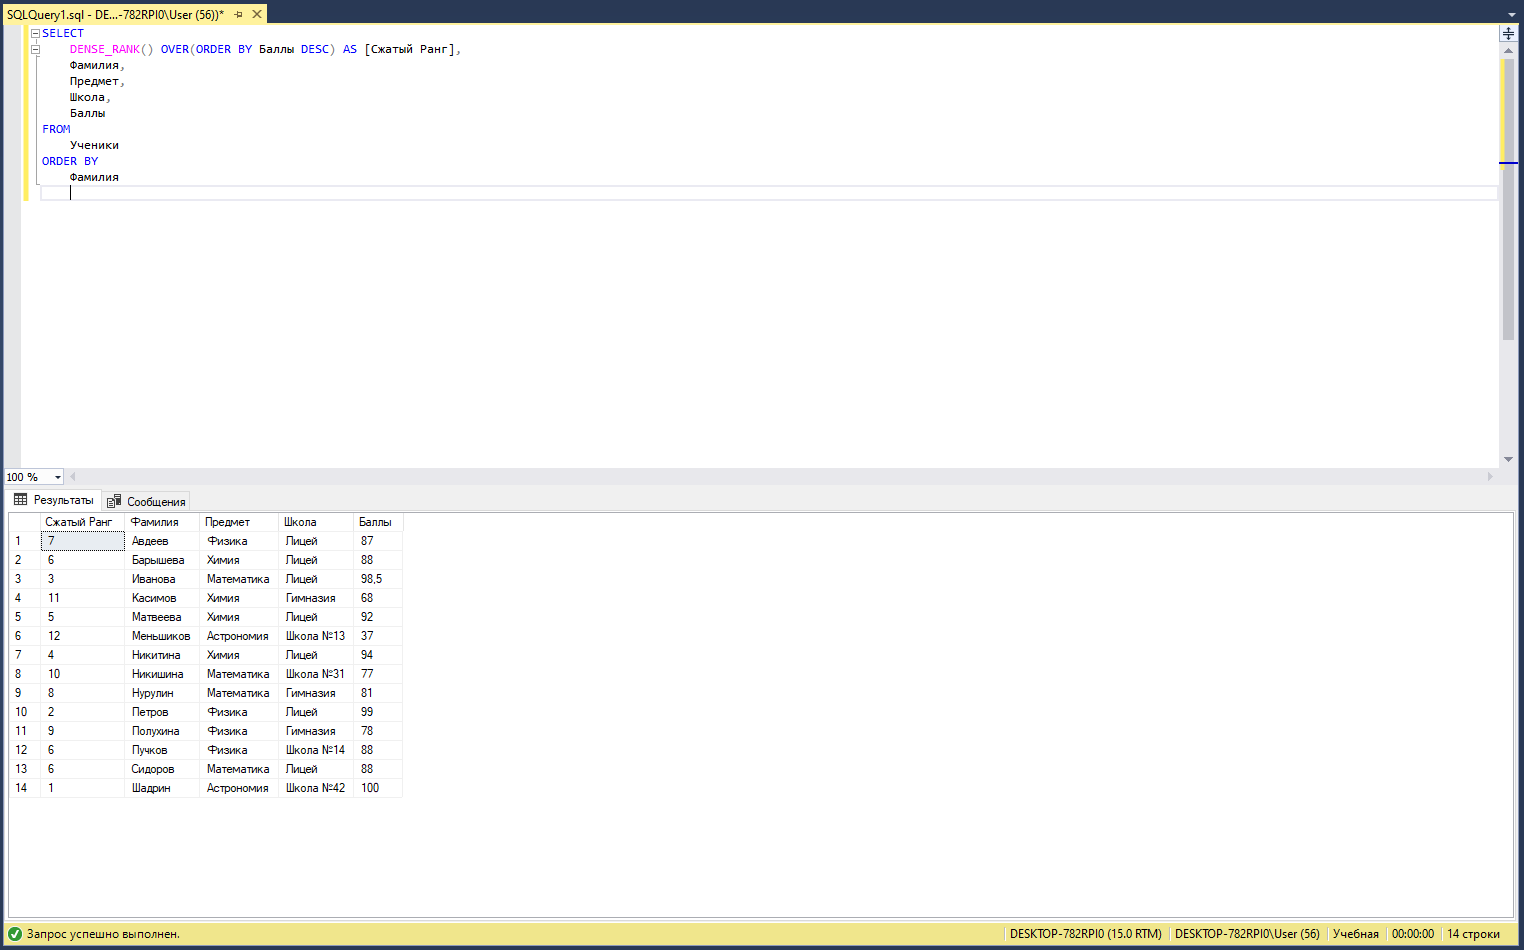 SQLQuery1.sql - DE...-782RPI0\User (56))*
SELECT
DENSE_RANK() OVER(ORDER BY Баллы DESC) AS [Сжатый Ранг],
Фамилия,
Предмет,
Школа,
Баллы
FROM
Ученики
ORDER BY
Фамилия
100 %
Результаты Сообщения
Сжатый Ранг Фамилия Предмет Школа Баллы
1 7 Авдеев Физика Лицей 87
2 6 Барышева Химия Лицей 88
3 3 Иванова Математика Лицей 98,5
4 11 Касимов Химия Гимназия 68
5 5 Матвеева Химия Лицей 92
6 12 Меньшиков Астрономия Школа №13 37
7 4 Никитина Химия Лицей 94
8 10 Никишина Математика Школа №31 77
9 8 Нурулин Математика Гимназия 81
10 2 Петров Физика Лицей 99
11 9 Полухина Физика Гимназия 78
12 6 Пучков Физика Школа №14 88
13 6 Сидоров Математика Лицей 88
14 1 Шадрин Астрономия Школа №42 100
Запрос успешно выполнен. DESKTOP-782RPI0 (15.0 RTM) DESKTOP-782RPI0\User (56) Учебная 00:00:00 14 строки